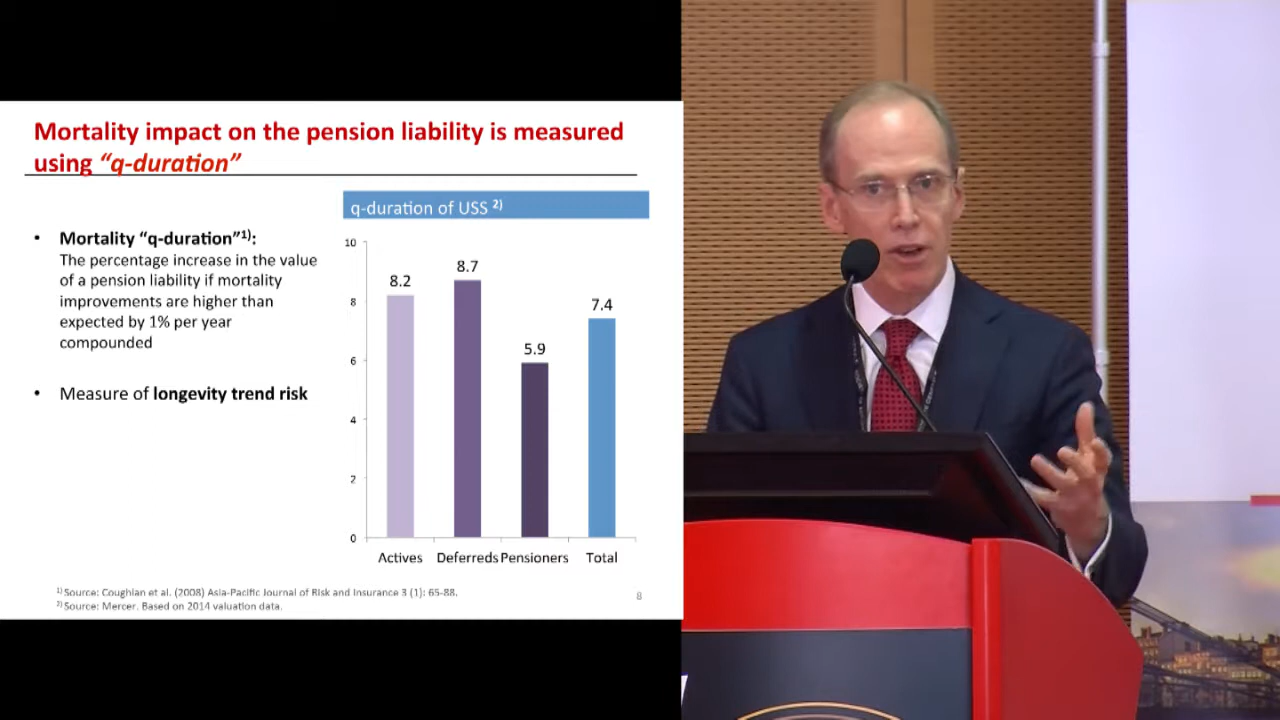 Mortality impact on the pension liability is measured
using “q-duration”
• Mortality “q-duration”1):
The percentage increase in the value
of a pension liability if mortality
improvements are higher than
expected by 1% per year
compounded
• Measure of longevity trend risk
q-duration of USS 2)
10
8
6
4
2
0
8.2
8.7
5.9
7.4
Actives Deferreds Pensioners Total
1) Source: Coughlan et al. (2008) Asia-Pacific Journal of Risk and Insurance 3 (1): 65-88.
2) Source: Mercer. Based on 2014 valuation data.
8